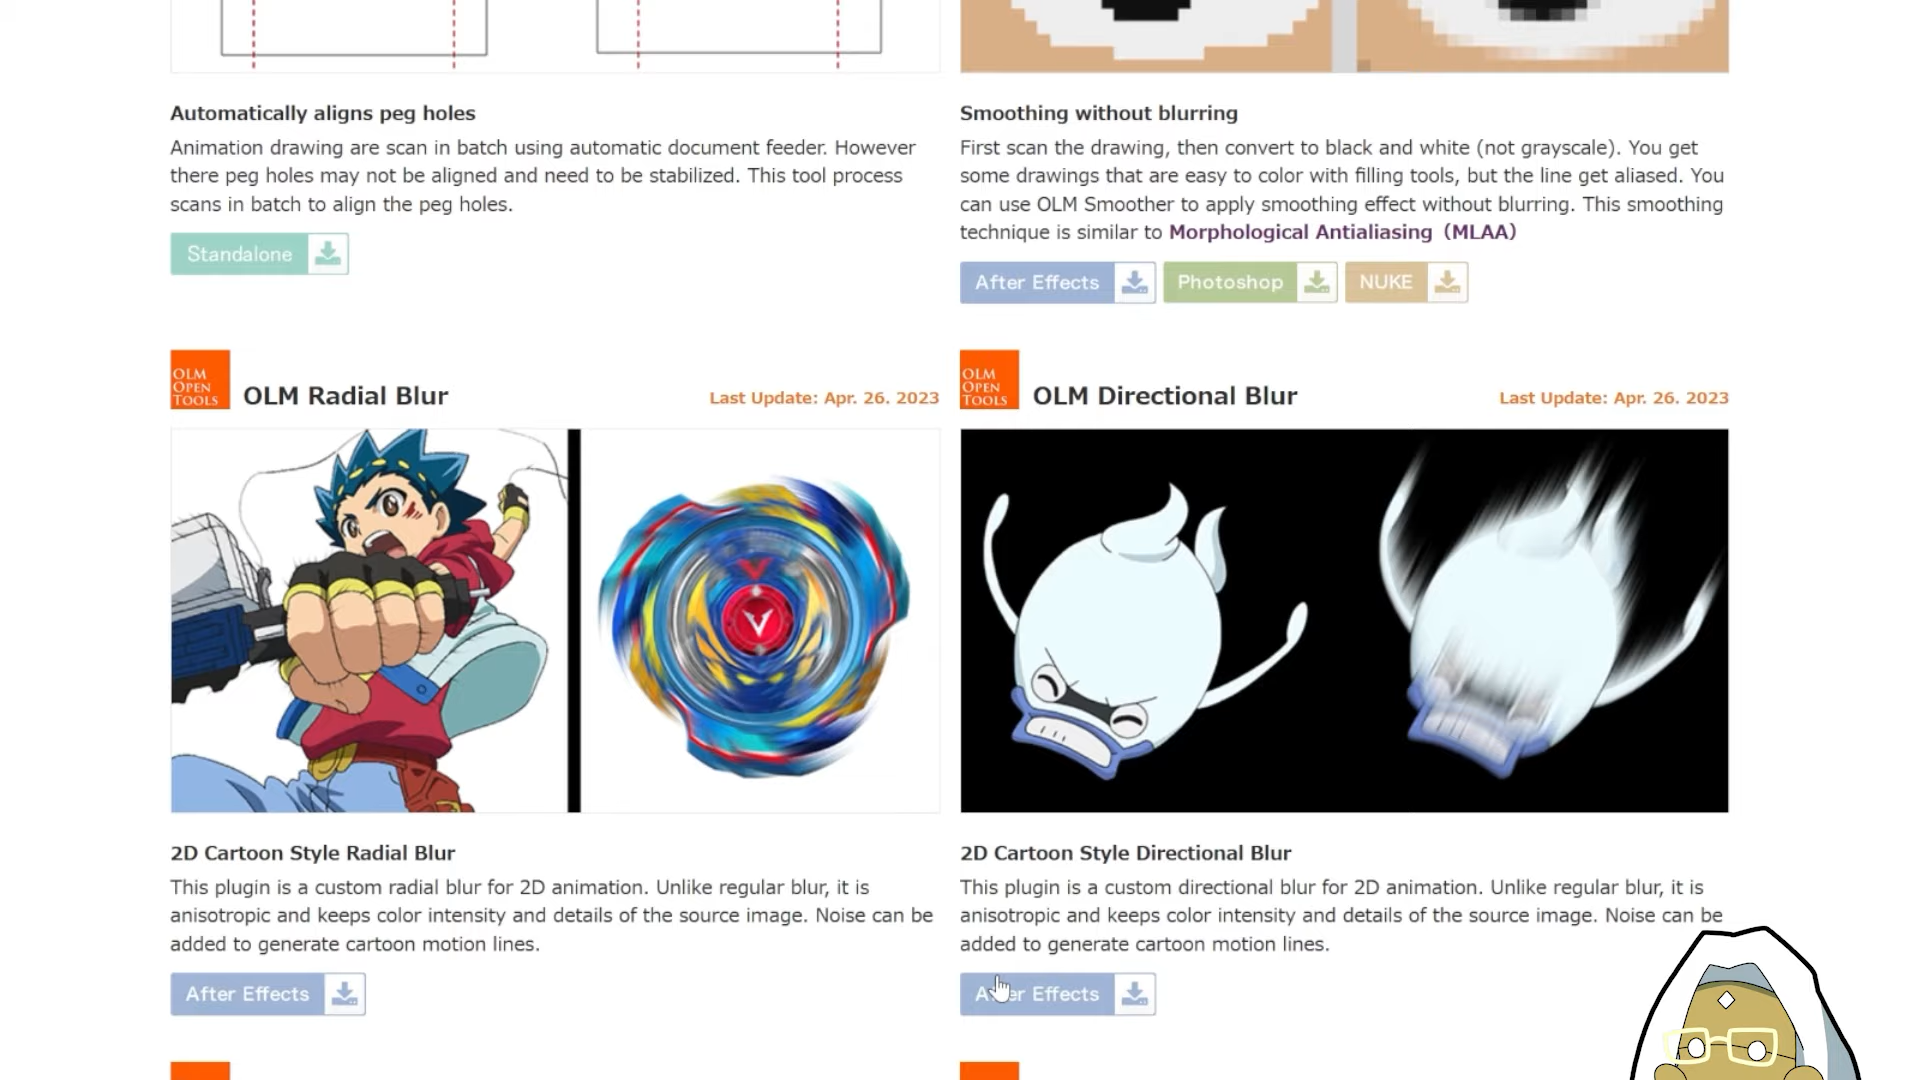 Automatically aligns peg holes
Animation drawing are scan in batch using automatic document feeder. However
there peg holes may not be aligned and need to be stabilized. This tool process
scans in batch to align the peg holes.
Standalone
Smoothing without blurring
First scan the drawing, then convert to black and white (not grayscale). You get
some drawings that are easy to color with filling tools, but the line get aliased. You
can use OLM Smoother to apply smoothing effect without blurring. This smoothing
technique is similar to Morphological Antialiasing（MLAA）
After Effects
Photoshop
NUKE
OLM
OPEN
TOOLS
OLM Radial Blur
Last Update: Apr. 26. 2023
2D Cartoon Style Radial Blur
This plugin is a custom radial blur for 2D animation. Unlike regular blur, it is
anisotropic and keeps color intensity and details of the source image. Noise can be
added to generate cartoon motion lines.
After Effects
OLM
OPEN
TOOLS
OLM Directional Blur
Last Update: Apr. 26. 2023
2D Cartoon Style Directional Blur
This plugin is a custom directional blur for 2D animation. Unlike regular blur, it is
anisotropic and keeps color intensity and details of the source image. Noise can be
added to generate cartoon motion lines.
After Effects